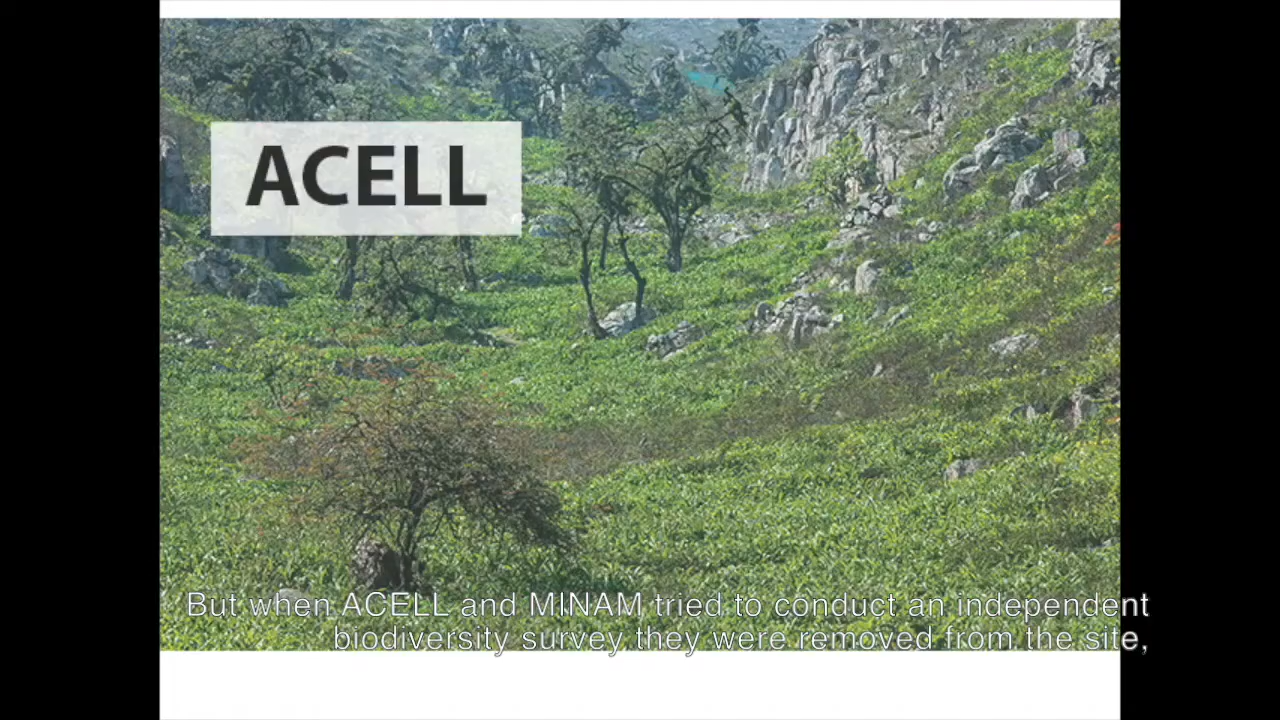 ACELL
But when ACELL and MINAM tried to conduct an independent
biodiversity survey they were removed from the site,